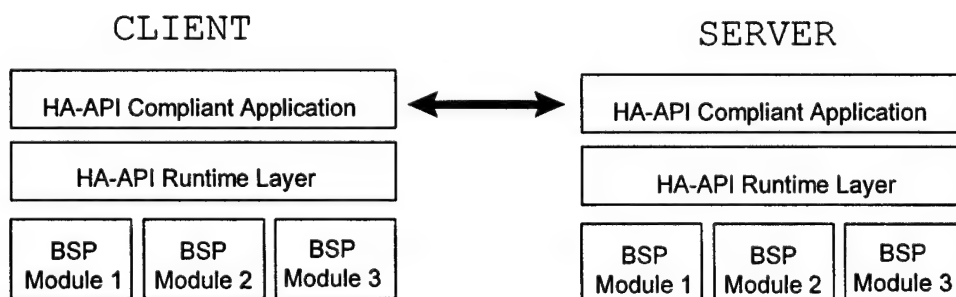 CLIENT
HA-API Compliant Application
HA-API Runtime Layer
BSP
Module 1
BSP
Module 2
BSP
Module 3
SERVER
HA-API Compliant Application
HA-API Runtime Layer
BSP
Module 1
BSP
Module 2
BSP
Module 3